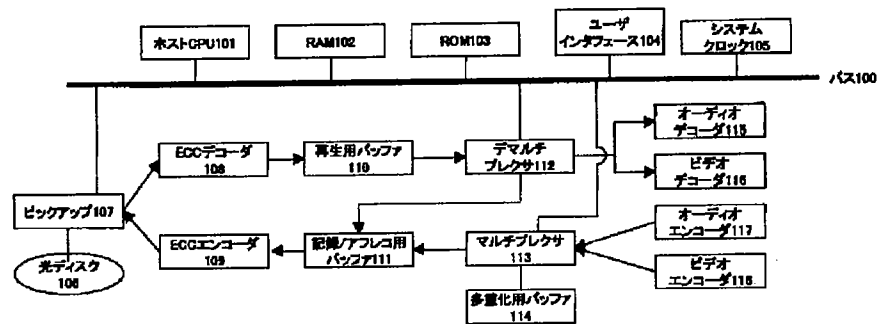 ホストCPU101
RAM102
ROM103
ユーザ
インタフェース104
システム
クロック105
バス100
ECCデコーダ
108
再生用バッファ
110
デマルチ
プレクサ112
オーディオ
デコーダ115
ビデオ
デコーダ116
ピックアップ107
ECCエンコーダ
109
記録/アフレコ用
バッファ111
マルチプレクサ
113
オーディオ
エンコーダ117
ビデオ
エンコーダ118
光ディスク
106
多重化用バッファ
114